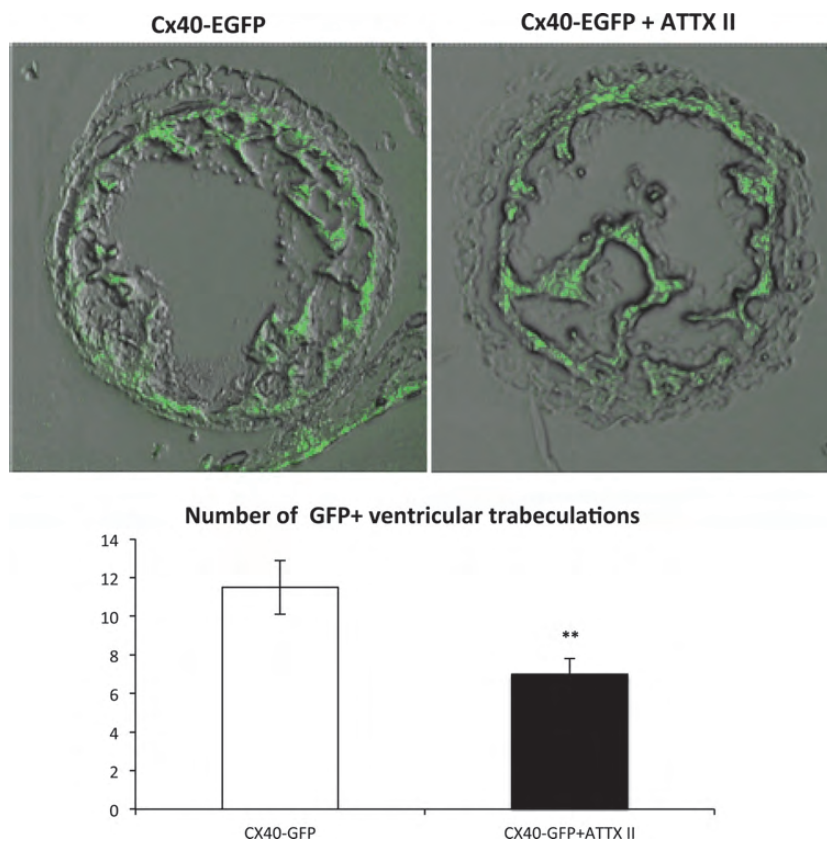 Cx40-EGFP
Cx40-EGFP + ATTX II
Number of GFP+ ventricular trabeculations
14
12
10
8
6
4
2
0
**
CX40-GFP
CX40-GFP+ATTX II